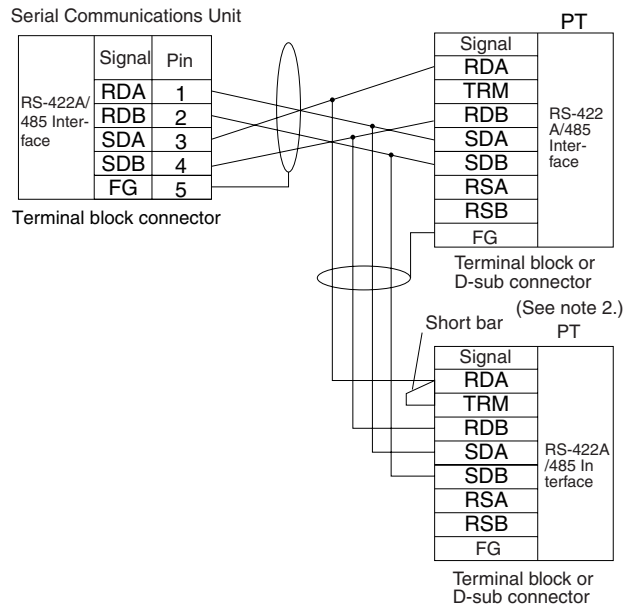 Serial Communications Unit
Signal Pin
RS-422A/
485 Inter-
face
RDA 1
RDB 2
SDA 3
SDB 4
FG 5
Terminal block connector
PT
Signal
RDA
TRM
RDB
SDA
SDB
RSA
RSB
FG
RS-422
A/485
Inter-
face
Terminal block or
D-sub connector
(See note 2.)
Short bar
PT
Signal
RDA
TRM
RDB
SDA
SDB
RSA
RSB
FG
RS-422A
/485 In
terface
Terminal block or
D-sub connector